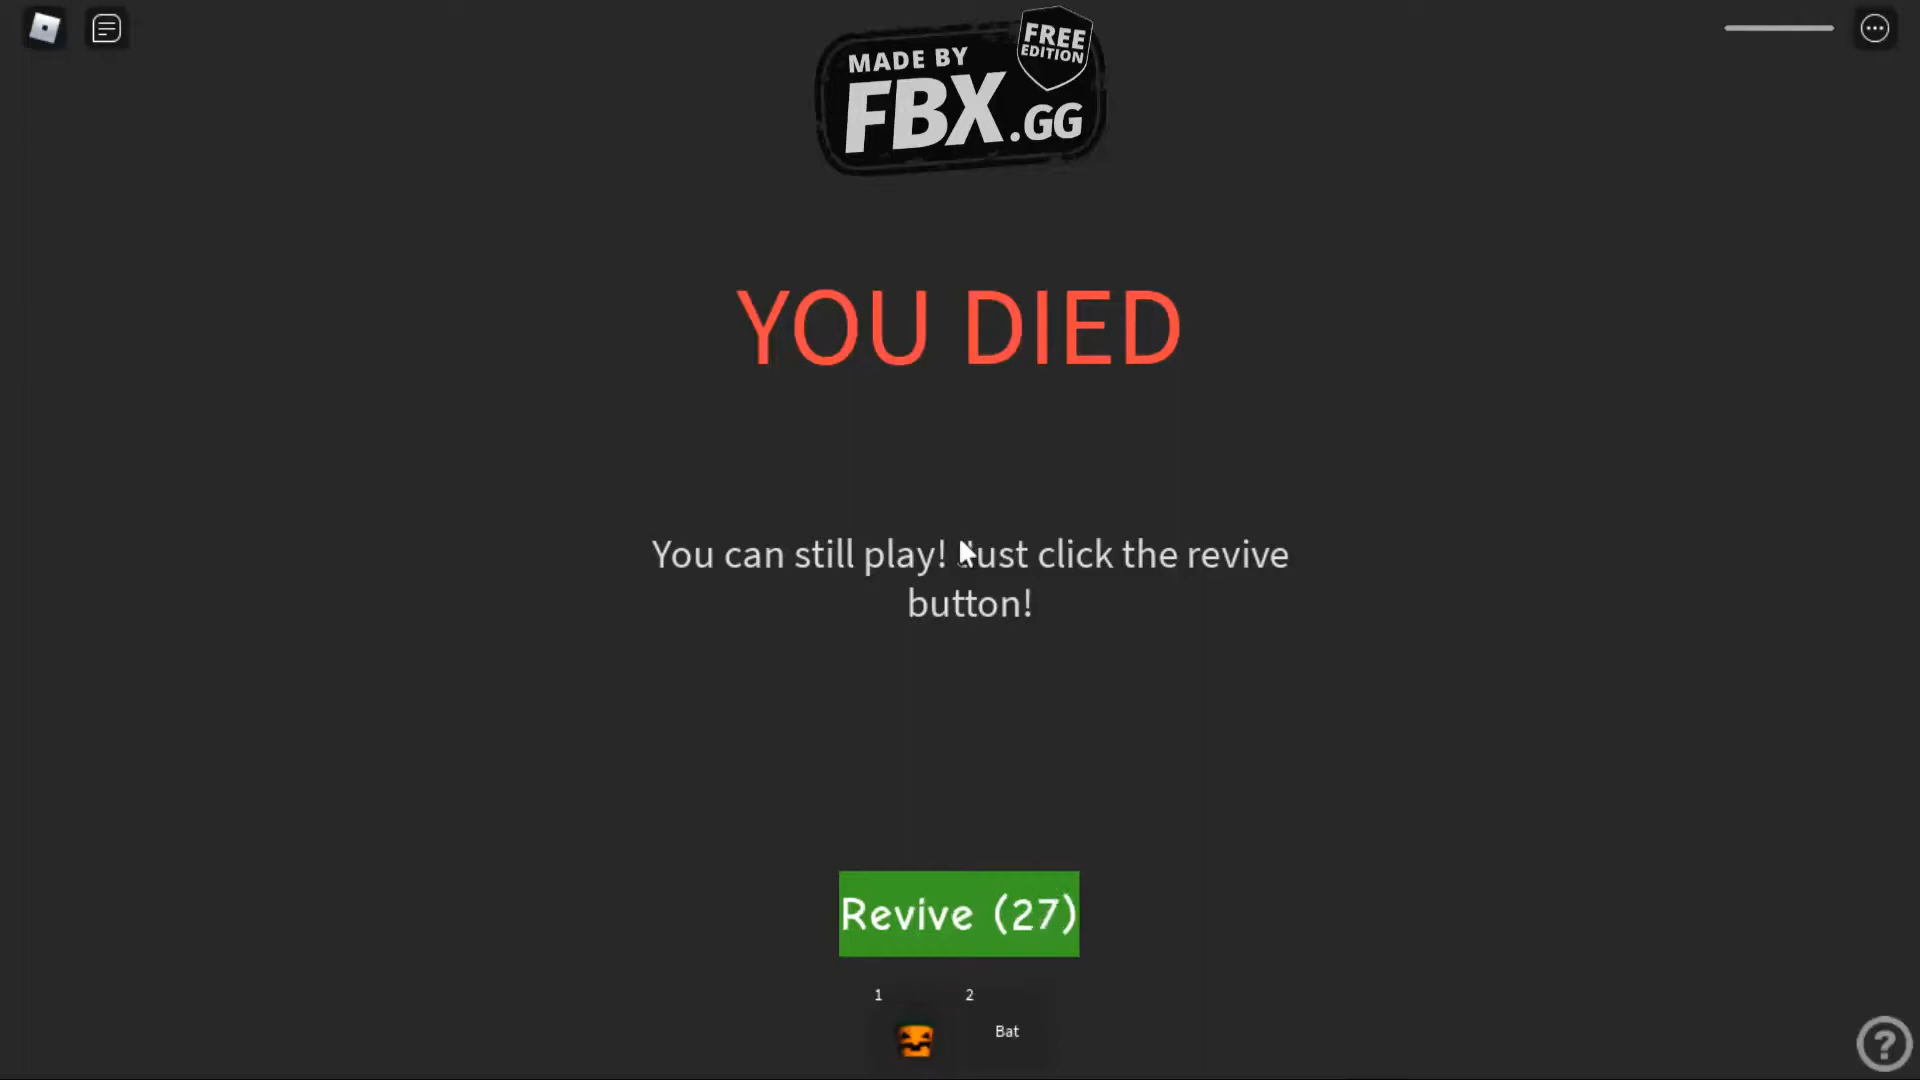 MADE BY
FREE
EDITION
FBX.GG
YOU DIED
You can still play! Just click the revive
button!
Revive (27)
1
2
Bat
?